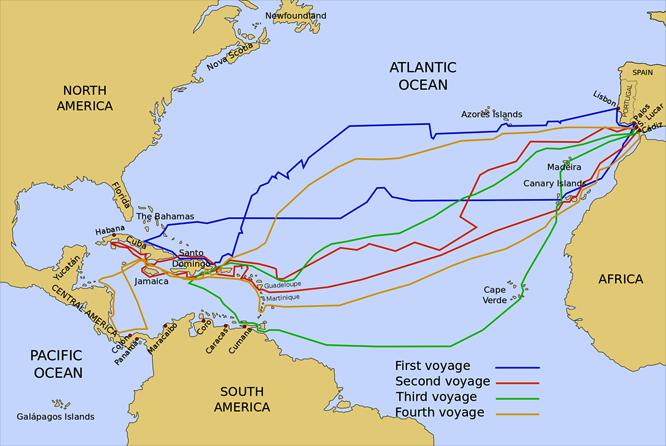 Newfoundland
Nova Scotia
ATLANTIC
OCEAN
NORTH
AMERICA
SPAIN
PORTUGAL
Lisbon
Palos
S. Lucar
Cádiz
Azores Islands
Madeira
Canary Islands
Florida
The Bahamas
Habana
Cuba
Santo
Domingo
Yucatán
Jamaica
Guadeloupe
Martinique
CENTRAL AMERICA
Cape
Verde
AFRICA
Colón
Panamá
Maracaibo
Coro
Caracas
Cumana
PACIFIC
OCEAN
SOUTH
AMERICA
Galápagos Islands
First voyage
Second voyage
Third voyage
Fourth voyage